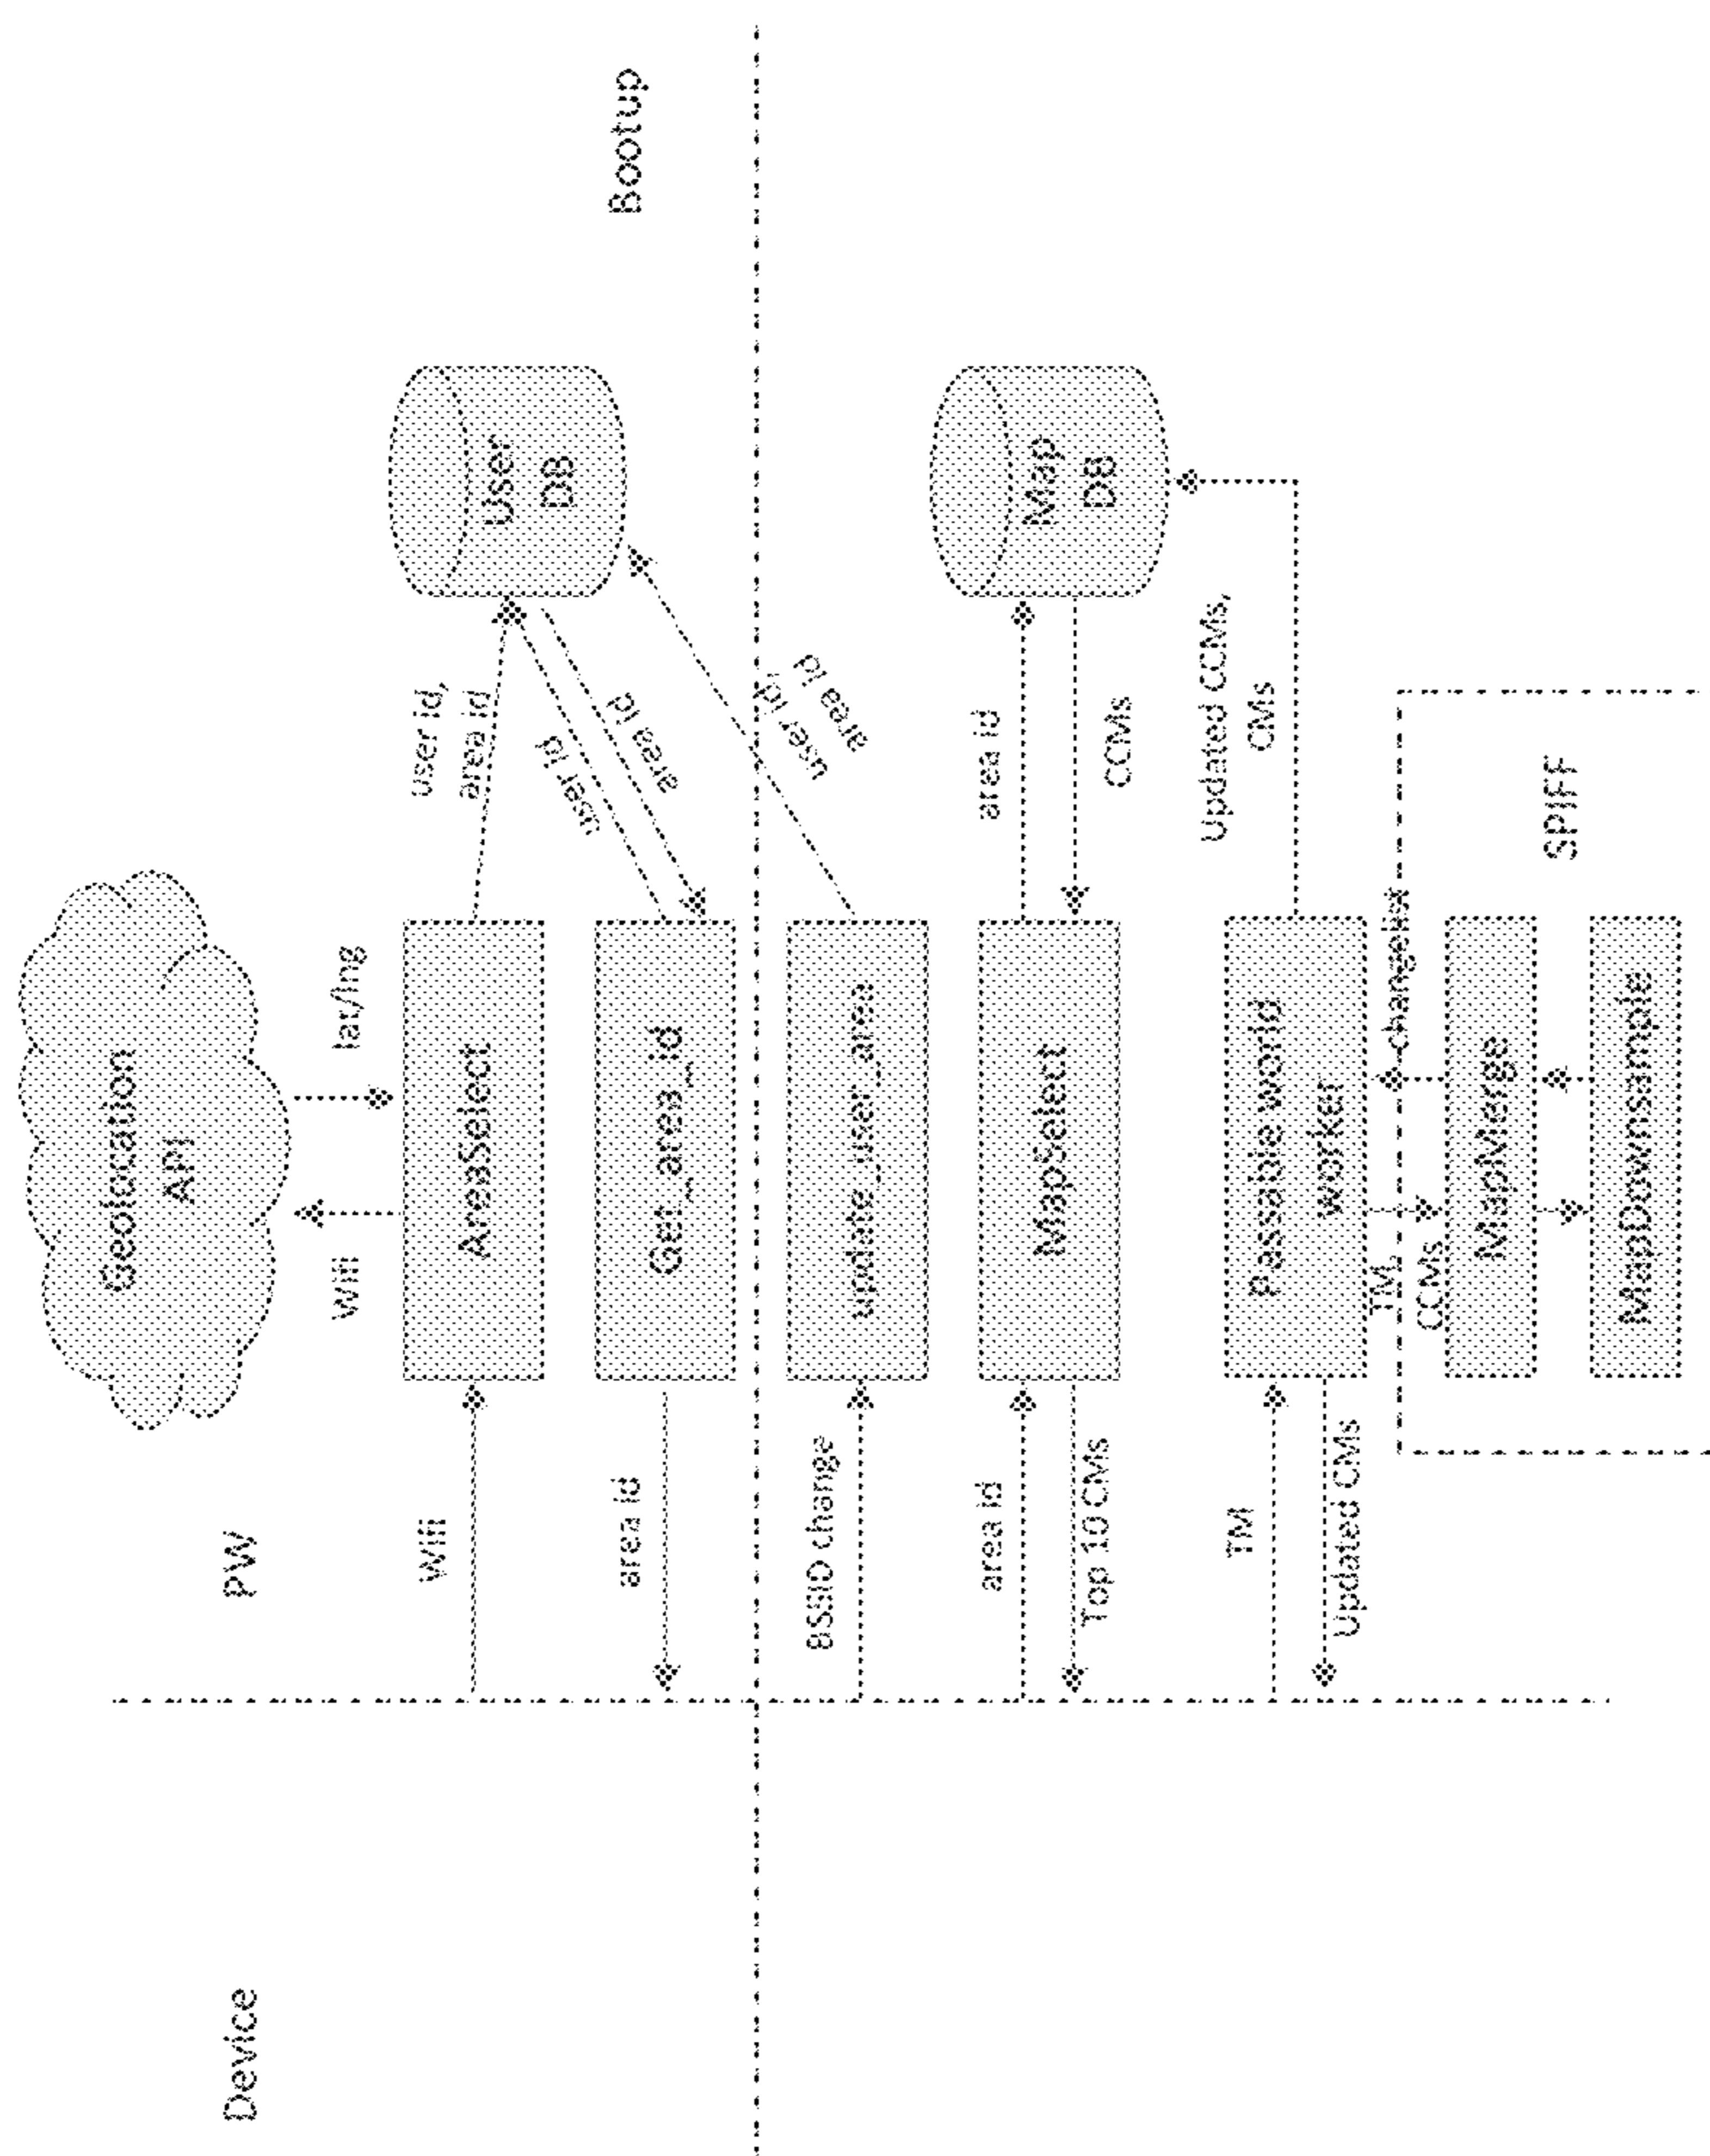 Device
PW
Bootup
Geolocation
API
Wifi
lat/lng
Wifi
AreaSelect
user id,
area id
User
DB
area id
Get_area_id
user id
area id
BSSID change
update_user_area
user id,
area id
area id
Top 10 CMs
MapSelect
area id
CCMs
Map
DB
TM
Updated CMs
Passable world
worker
Updated CCMs,
CMs
TM,
CCMs
changelist
MapMerge
MapDownsample
SPIFF